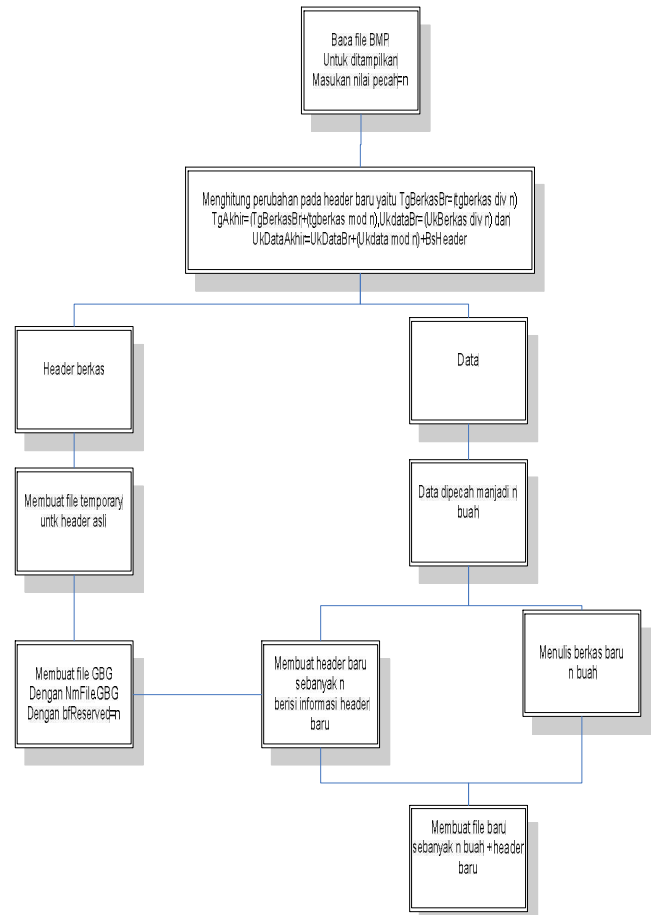 Baca file BMP
Untuk ditampilkan
Masukan nilai pecah=n
Menghitung perubahan pada header baru yaitu TgBerkasBr=(tgberkas div n)
TgAkhir=(TgBerkasBr+(tgberkas mod n),UkdataBr=(UkBerkas div n) dan
UkDataAkhir=UkDataBr+(Ukdata mod n)+BsHeader
Header berkas
Data
Membuat file temporary
untk header asli
Data dipecah manjadi n
buah
Membuat file GBG
Dengan NmFile.GBG
Dengan bfReserved=n
Membuat header baru
sebanyak n
berisi informasi header
baru
Menulis berkas baru
n buah
Membuat file baru
sebanyak n buah +header
baru